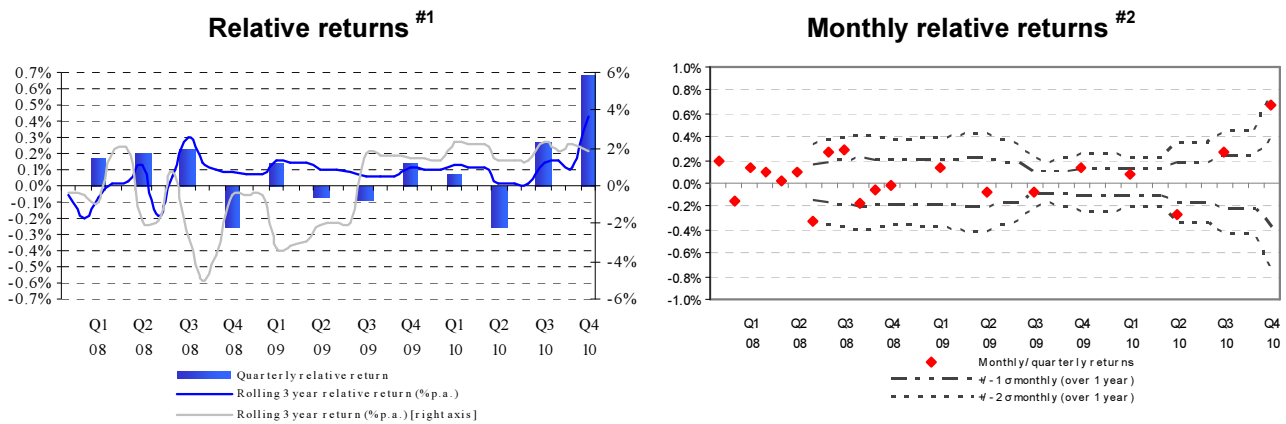 Relative returns #1
0.7%
0.6%
0.5%
0.4%
0.3%
0.2%
0.1%
0.0%
-0.1%
-0.2%
-0.3%
-0.4%
-0.5%
-0.6%
-0.7%
6%
4%
2%
0%
-2%
-4%
-6%
Q1 Q2 Q3 Q4 Q1 Q2 Q3 Q4 Q1 Q2 Q3 Q4
08 08 08 08 09 09 09 09 10 10 10 10
Quarterly relative return
Rolling 3 year relative return (%p.a.)
Rolling 3 year return (%p.a.) [right axis]
Monthly relative returns #2
1.0%
0.8%
0.6%
0.4%
0.2%
0.0%
-0.2%
-0.4%
-0.6%
-0.8%
-1.0%
Q1 Q2 Q3 Q4 Q1 Q2 Q3 Q4 Q1 Q2 Q3 Q4
08 08 08 08 09 09 09 09 10 10 10 10
Monthly/quarterly returns
+/- 1 σ monthly (over 1 year)
+/- 2 σ monthly (over 1 year)